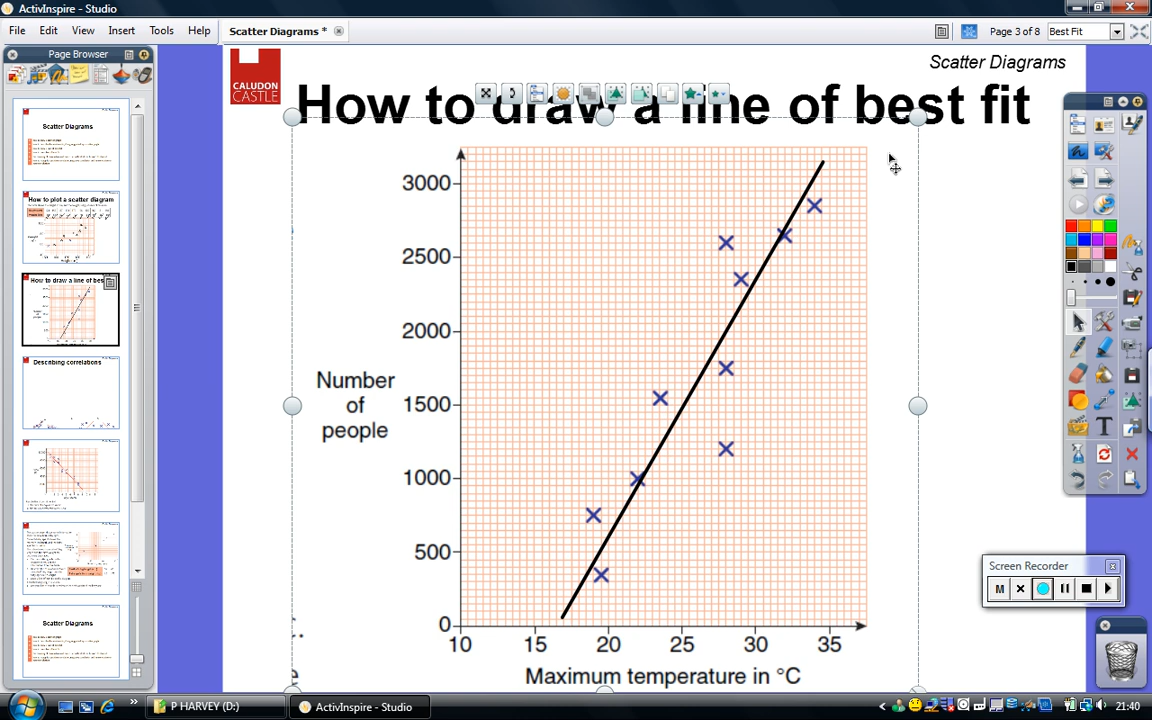 ActivInspire - Studio
File Edit View Insert Tools Help
Scatter Diagrams *
Page 3 of 8
Best Fit
Page Browser
Scatter Diagrams
How to plot a scatter diagram
How to draw a line of bes
Describing correlations
Scatter Diagrams
CALUDON
CASTLE
Scatter Diagrams
How to draw a line of best fit
3000
2500
2000
1500
1000
500
0
Number
of
people
10 15 20 25 30 35
Maximum temperature in °C
Screen Recorder
M
P HARVEY (D:)
ActivInspire - Studio
21:40